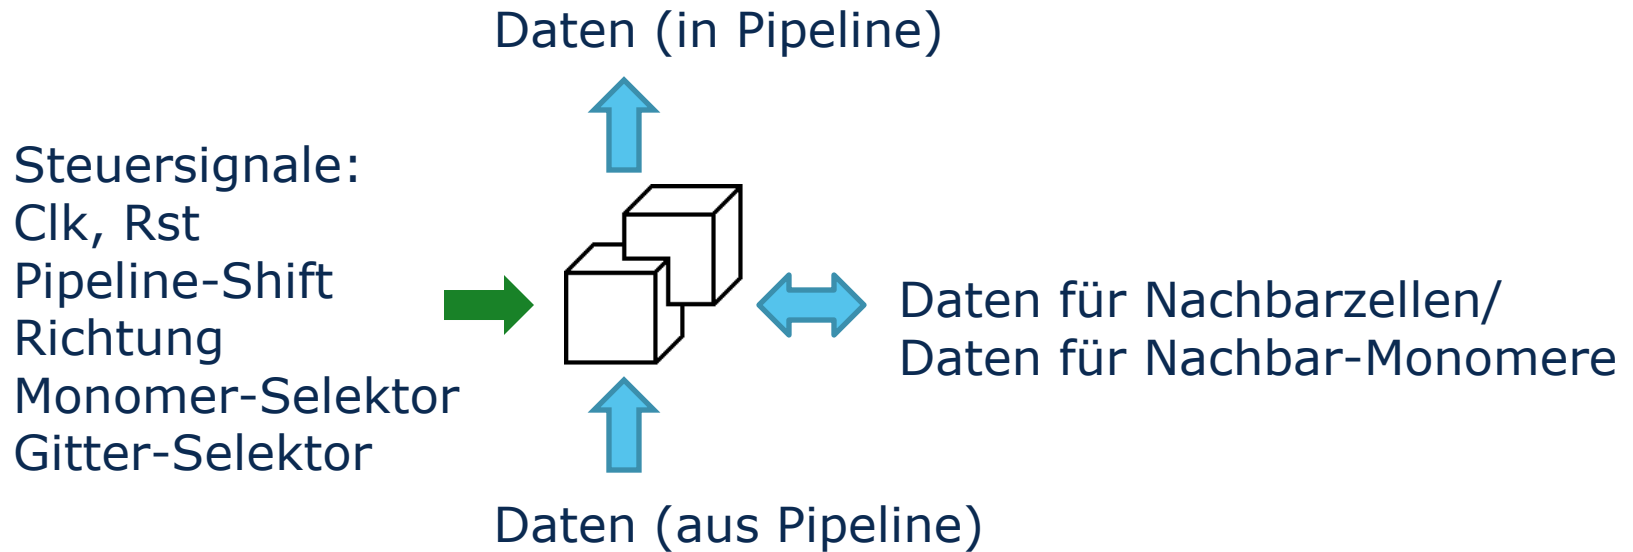 Daten (in Pipeline)
Steuersignale:
Clk, Rst
Pipeline-Shift
Richtung
Monomer-Selektor
Gitter-Selektor
Daten für Nachbarzellen/
Daten für Nachbar-Monomere
Daten (aus Pipeline)